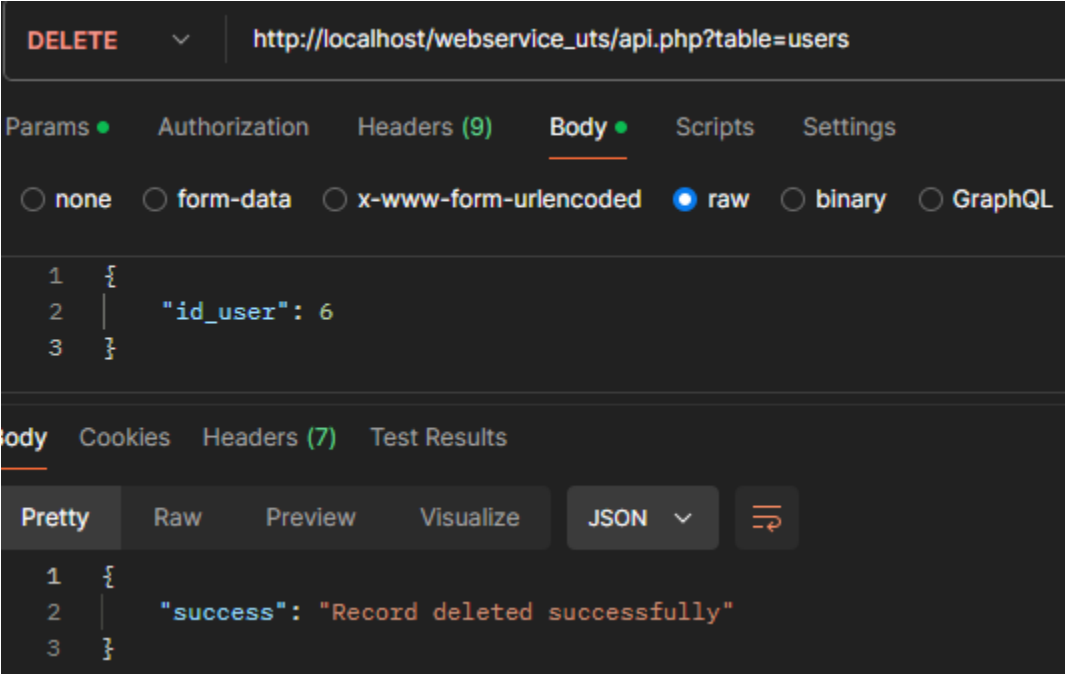 DELETE http://localhost/webservice_uts/api.php?table=users
Params Authorization Headers (9) Body Scripts Settings
none form-data x-www-form-urlencoded raw binary GraphQL
1 {
2 "id_user": 6
3 }
Body Cookies Headers (7) Test Results
Pretty Raw Preview Visualize JSON
1 {
2 "success": "Record deleted successfully"
3 }